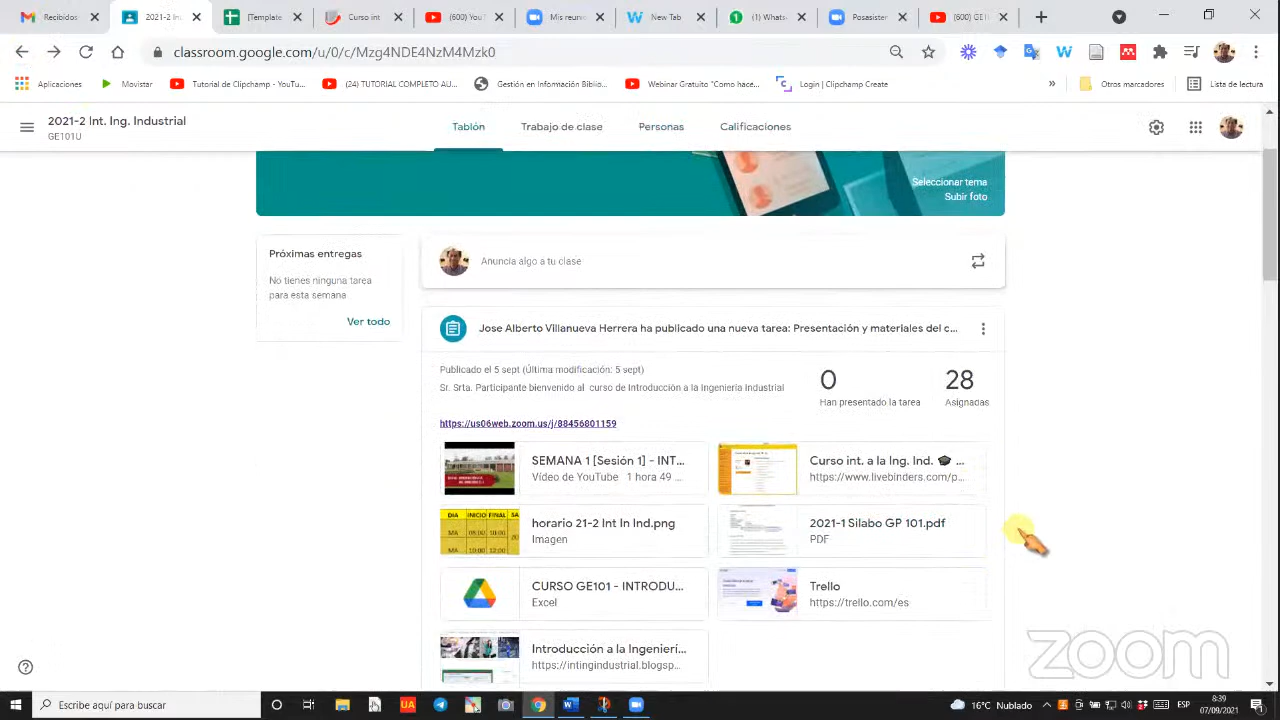 Recibidos
2021-2 In
[Template
Curso int
(600) You
New Tab
Whats
Posasister
(600) GE1
classroom.google.com/u/0/c/Mzg4NDE4NzM4Mzk0
Aplicaciones
Movistar
Tutorial de Clipchamp - YouTu...
(24) TUTORIAL COMPLETO AU...
Gestión en Información Biblio...
Webinar Gratuito "Como hace...
Login | Clipchamp Create
»
Otros marcadores
Lista de lectura
2021-2 Int. Ing. Industrial
GE101U
Tablón
Trabajo de clase
Personas
Calificaciones
Seleccionar tema
Subir foto
Próximas entregas
No tienes ninguna tarea
para esta semana
Ver todo
Anuncia algo a tu clase
Jose Alberto Villanueva Herrera ha publicado una nueva tarea: Presentación y materiales del c...
Publicado el 5 sept (Última modificación: 5 sept)
Sr. Srta. Participante bienvenido al curso de Introducción a la Ingeniería Industrial
0
Han presentado la tarea
28
Asignadas
https://us06web.zoom.us/j/88456801159
SEMANA 1 [Sesión 1] - INT...
Vídeo de YouTube 1 hora 49 ...
Curso int. a la Ing. Ind. 🎓 ...
https://www.livebinders.com/p...
DIA INICIO FINAL SA
horario 21-2 Int In Ind.png
Imagen
2021-1 Silabo GP 101.pdf
PDF
CURSO GE101 - INTRODU...
Excel
Trello
https://trello.com/es
Introducción a la Ingenierí...
https://intingindustrial.blogsp...
zoom
Escribe aquí para buscar
UA
16°C Nublado
ESP
8:39
07/09/2021